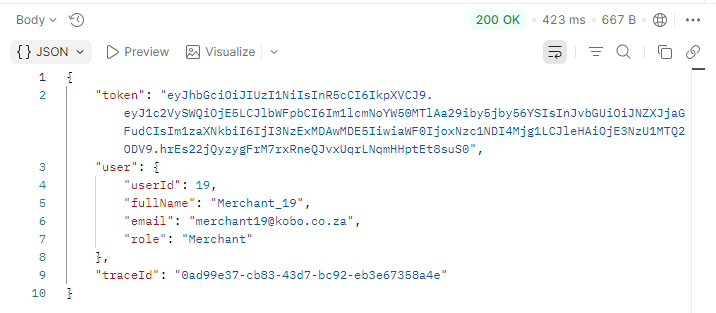 Body 200 OK • 423 ms • 667 B
{} JSON Preview Visualize
1 {
2 "token": "eyJhbGciOiJIUzI1NiIsInR5cCI6IkpXVCJ9.
eyJ1c2VySWQiOjE5LCJlbWFpbCI6Im1lcmNoYW50MTlAa29iby5jby56YSIsInJvbGUiOiJNZXJjaG
FudCIsIm1zaXNkbiI6IjI3NzExMDAwMDE5IiwiaWF0IjoxNzc1NDI4Mjg1LCJleHAiOjE3NzU1MTQ2
ODV9.hrEs22jQyzygFrM7rxRneQJvxUqrLNqmHHptEt8suS0",
3 "user": {
4 "userId": 19,
5 "fullName": "Merchant_19",
6 "email": "merchant19@kobo.co.za",
7 "role": "Merchant"
8 },
9 "traceId": "0ad99e37-cb83-43d7-bc92-eb3e67358a4e"
10 }